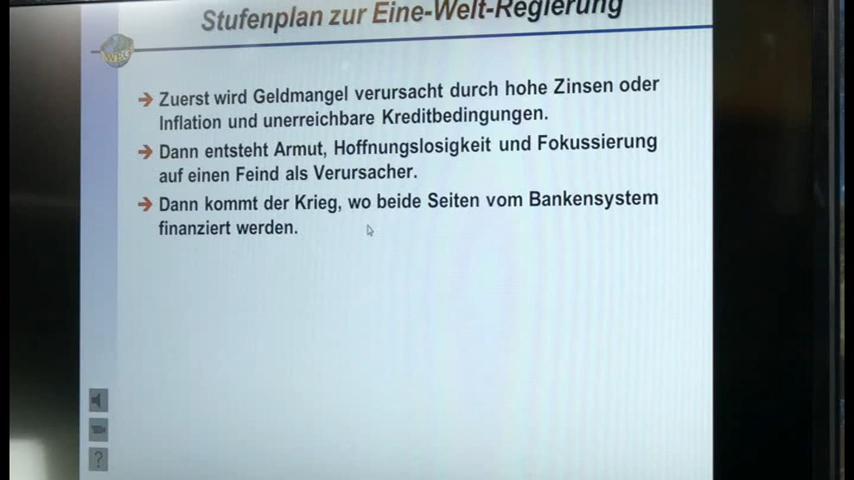 Stufenplan zur Eine-Welt-Regierung
WEG
➔ Zuerst wird Geldmangel verursacht durch hohe Zinsen oder
Inflation und unerreichbare Kreditbedingungen.
➔ Dann entsteht Armut, Hoffnungslosigkeit und Fokussierung
auf einen Feind als Verursacher.
➔ Dann kommt der Krieg, wo beide Seiten vom Bankensystem
finanziert werden.
?